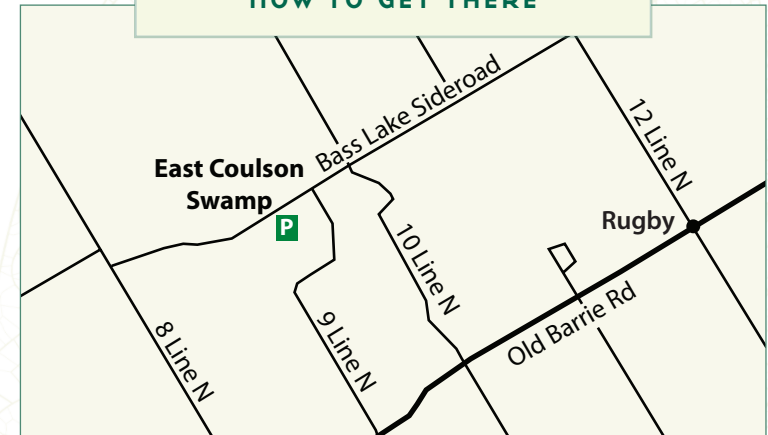 HOW TO GET THERE
Bass Lake Sideroad
12 Line N
East Coulson
Swamp
P
Rugby
10 Line N
Old Barrie Rd
9 Line N
8 Line N